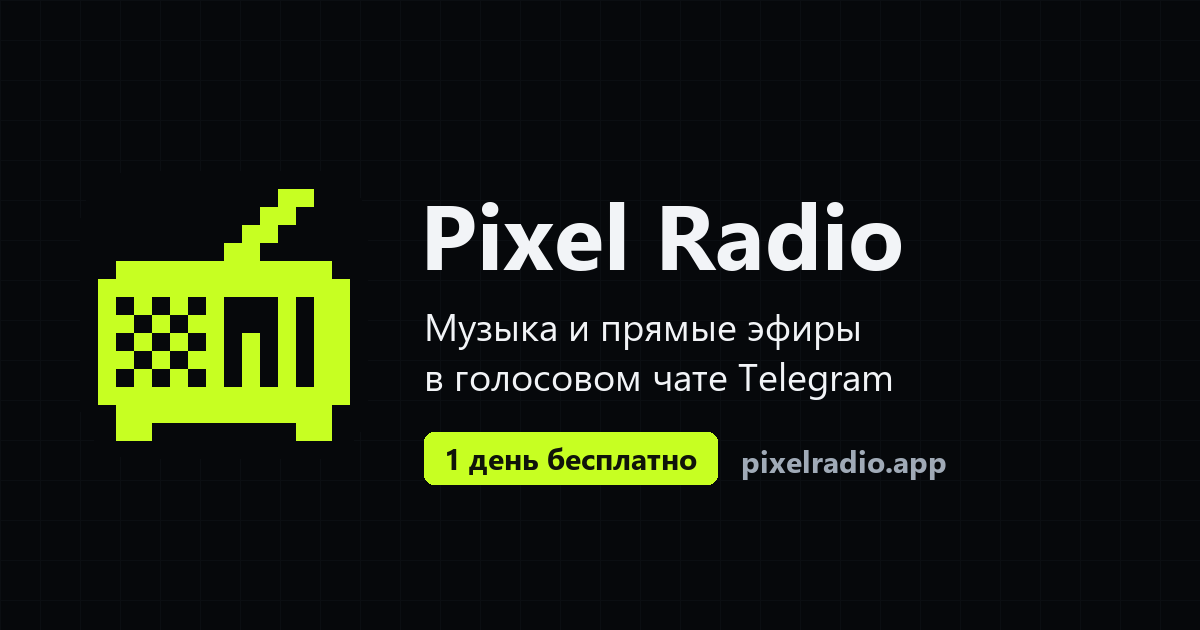 Pixel Radio
Музыка и прямые эфиры
в голосовом чате Telegram
1 день бесплатно
pixelradio.app